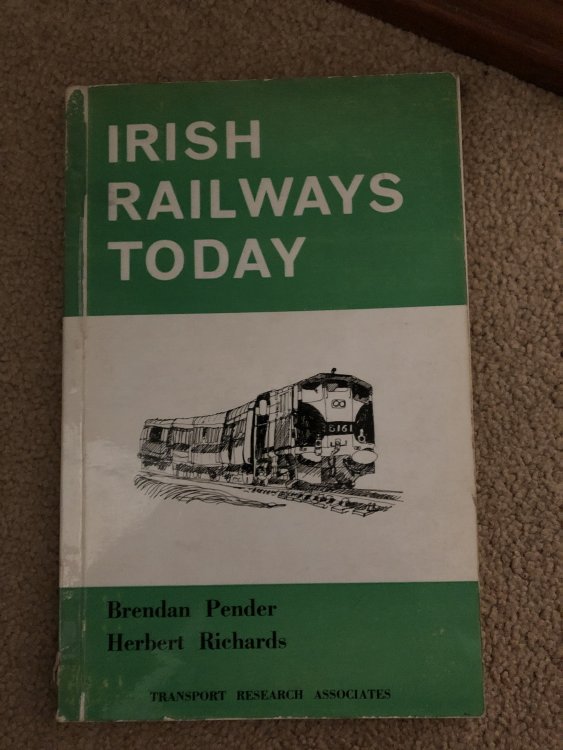 IRISH
RAILWAYS
TODAY
B161
Brendan Pender
Herbert Richards
TRANSPORT RESEARCH ASSOCIATES